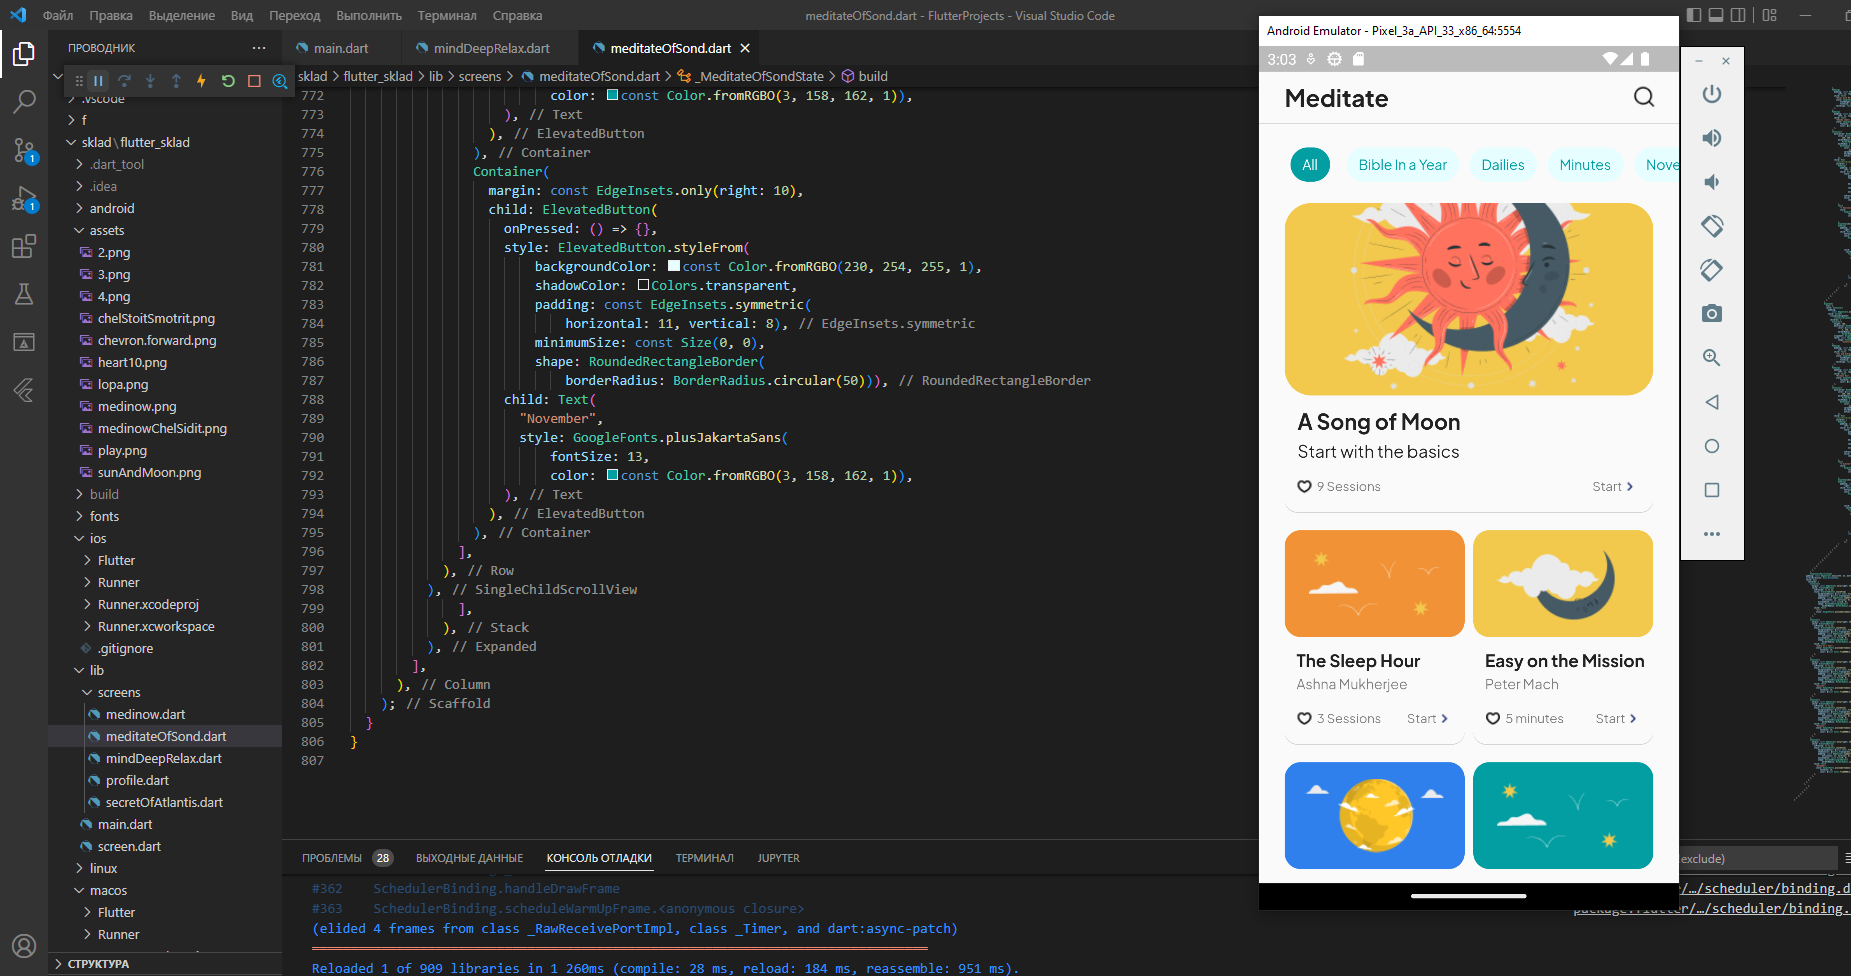 Файл Правка Выделение Вид Переход Выполнить Терминал Справка
meditateOfSond.dart - FlutterProjects - Visual Studio Code
ПРОВОДНИК
main.dart
mindDeepRelax.dart
meditateOfSond.dart
sklad > flutter_sklad > lib > screens > meditateOfSond.dart > _MeditateOfSondState > build
.vscode
f
sklad \ flutter_sklad
.dart_tool
.idea
android
assets
2.png
3.png
4.png
chelStoitSmotrit.png
chevron.forward.png
heart10.png
lopa.png
medinow.png
medinowChelSidit.png
play.png
sunAndMoon.png
build
fonts
ios
Flutter
Runner
Runner.xcodeproj
Runner.xcworkspace
.gitignore
lib
screens
medinow.dart
meditateOfSond.dart
mindDeepRelax.dart
profile.dart
secretOfAtlantis.dart
main.dart
screen.dart
linux
macos
Flutter
Runner
СТРУКТУРА
1
1
772 color: const Color.fromRGBO(3, 158, 162, 1)),
773 ), // Text
774 ), // ElevatedButton
775 ), // Container
776 Container(
777 margin: const EdgeInsets.only(right: 10),
778 child: ElevatedButton(
779 onPressed: () => {},
780 style: ElevatedButton.styleFrom(
781 backgroundColor: const Color.fromRGBO(230, 254, 255, 1),
782 shadowColor: Colors.transparent,
783 padding: const EdgeInsets.symmetric(
784 horizontal: 11, vertical: 8), // EdgeInsets.symmetric
785 minimumSize: const Size(0, 0),
786 shape: RoundedRectangleBorder(
787 borderRadius: BorderRadius.circular(50))), // RoundedRectangleBorder
788 child: Text(
789 "November",
790 style: GoogleFonts.plusJakartaSans(
791 fontSize: 13,
792 color: const Color.fromRGBO(3, 158, 162, 1)),
793 ), // Text
794 ), // ElevatedButton
795 ), // Container
796 ],
797 ), // Row
798 ), // SingleChildScrollView
799 ],
800 ), // Stack
801 ), // Expanded
802 ],
803 ), // Column
804 ); // Scaffold
805 }
806 }
807
ПРОБЛЕМЫ 28 ВЫХОДНЫЕ ДАННЫЕ КОНСОЛЬ ОТЛАДКИ ТЕРМИНАЛ JUPYTER
exclude)
#362 SchedulerBinding.handleDrawFrame
/…/scheduler/binding.d
#363 SchedulerBinding.scheduleWarmUpFrame.<anonymous closure>
package:flutter/…/scheduler/binding.
(elided 4 frames from class _RawReceivePortImpl, class _Timer, and dart:async-patch)
Reloaded 1 of 909 libraries in 1 260ms (compile: 28 ms, reload: 184 ms, reassemble: 951 ms).
Android Emulator - Pixel_3a_API_33_x86_64:5554
3:03
Meditate
All Bible In a Year Dailies Minutes Nove
A Song of Moon
Start with the basics
9 Sessions Start
The Sleep Hour
Ashna Mukherjee
3 Sessions Start
Easy on the Mission
Peter Mach
5 minutes Start